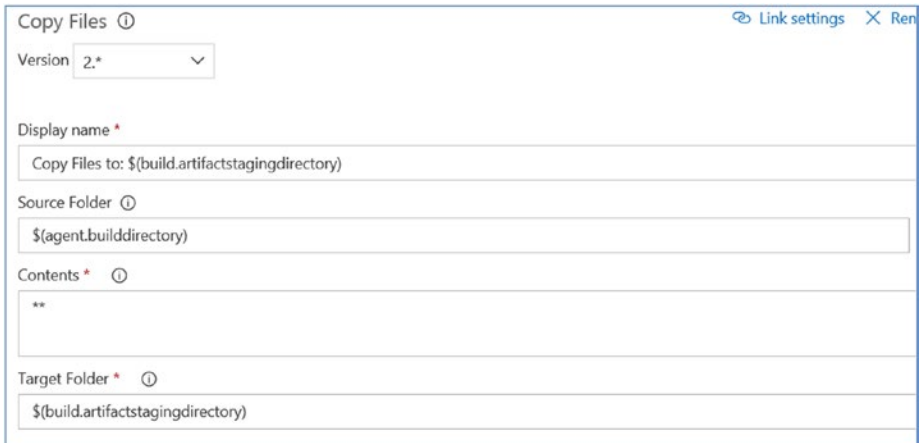 Copy Files
Link settings
Version 2.*
Display name *
Copy Files to: $(build.artifactstagingdirectory)
Source Folder
$(agent.builddirectory)
Contents *
**
Target Folder *
$(build.artifactstagingdirectory)